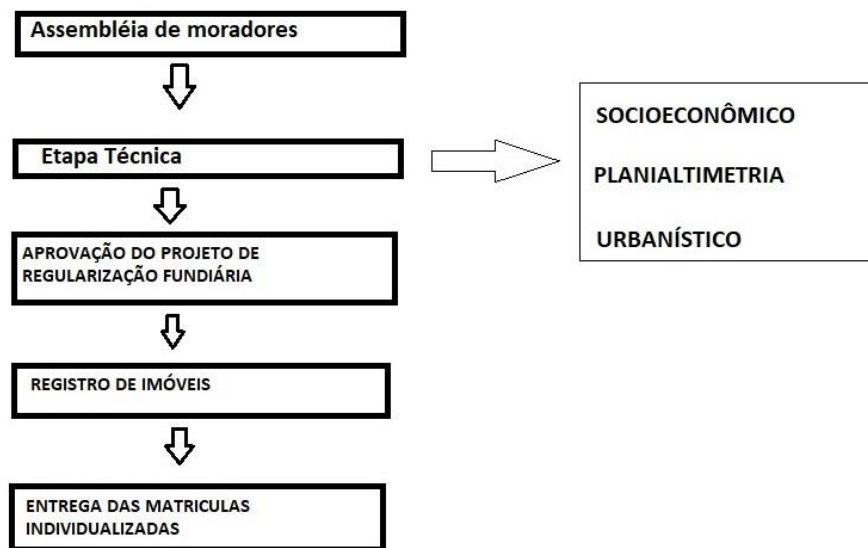 Assembléia de moradores
Etapa Técnica
SOCIOECONÔMICO
PLANIALTIMETRIA
URBANÍSTICO
APROVAÇÃO DO PROJETO DE
REGULARIZAÇÃO FUNDIÁRIA
REGISTRO DE IMÓVEIS
ENTREGA DAS MATRICULAS
INDIVIDUALIZADAS